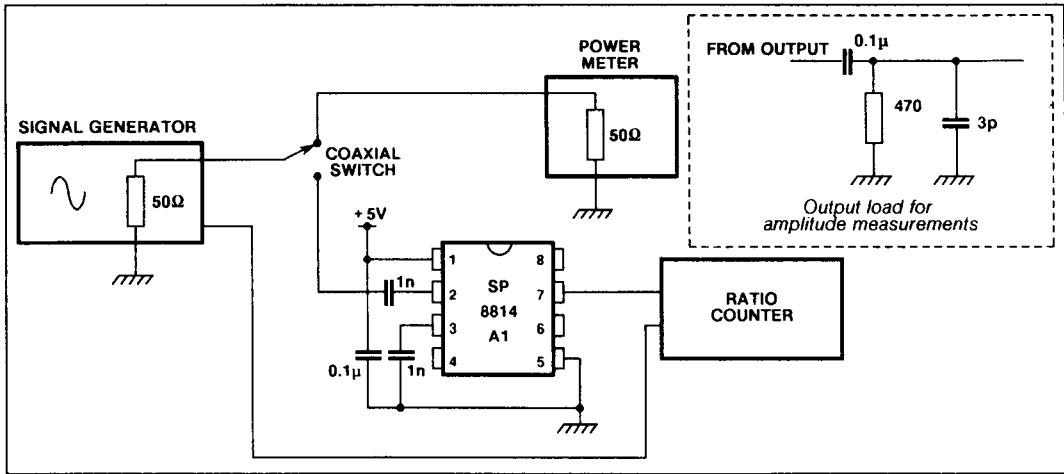 SIGNAL GENERATOR
50Ω
COAXIAL
SWITCH
POWER
METER
50Ω
FROM OUTPUT
0.1μ
470
3p
Output load for
amplitude measurements
+ 5V
1n
0.1μ
1n
1
2
3
4
SP
8814
A1
8
7
6
5
RATIO
COUNTER